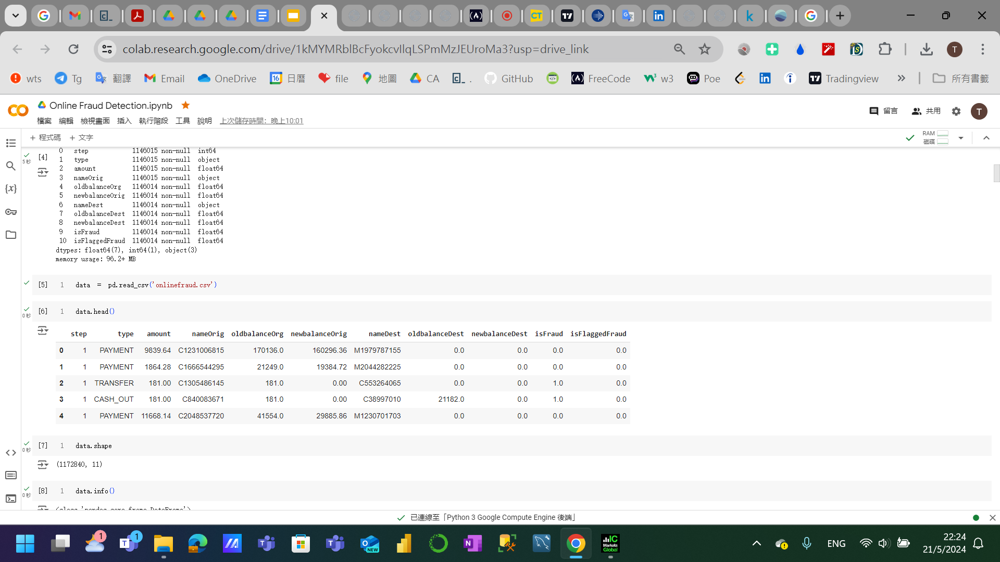 colab.research.google.com/drive/1kMYMRblBcFyokcvIlqLSPmMzJEUroMa3?usp=drive_link
T
wts Tg 翻譯 Email OneDrive 16 日曆 file 地圖 CA . GitHub FreeCode w3 Poe Tradingview 所有書籤
Online Fraud Detection.ipynb
留言 共用 T
檔案 編輯 檢視畫面 插入 執行階段 工具 說明 上次儲存時間：晚上10:01
+ 程式碼 + 文字
RAM
磁碟
[4]
5 秒
0 step 1146015 non-null int64
1 type 1146015 non-null object
2 amount 1146015 non-null float64
3 nameOrig 1146015 non-null object
4 oldbalanceOrg 1146014 non-null float64
5 newbalanceOrig 1146014 non-null float64
6 nameDest 1146014 non-null object
7 oldbalanceDest 1146014 non-null float64
8 newbalanceDest 1146014 non-null float64
9 isFraud 1146014 non-null float64
10 isFlaggedFraud 1146014 non-null float64
dtypes: float64(7), int64(1), object(3)
memory usage: 96.2+ MB
[5] 1 data = pd.read_csv('onlinefraud.csv')
[6] 1 data.head()
0 秒
step type amount nameOrig oldbalanceOrg newbalanceOrig nameDest oldbalanceDest newbalanceDest isFraud isFlaggedFraud
0 1 PAYMENT 9839.64 C1231006815 170136.0 160296.36 M1979787155 0.0 0.0 0.0 0.0
1 1 PAYMENT 1864.28 C1666544295 21249.0 19384.72 M2044282225 0.0 0.0 0.0 0.0
2 1 TRANSFER 181.00 C1305486145 181.0 0.00 C553264065 0.0 0.0 1.0 0.0
3 1 CASH_OUT 181.00 C840083671 181.0 0.00 C38997010 21182.0 0.0 1.0 0.0
4 1 PAYMENT 11668.14 C2048537720 41554.0 29885.86 M1230701703 0.0 0.0 0.0 0.0
[7] 1 data.shape
0 秒
(1172840, 11)
[8] 1 data.info()
0 秒
<class 'pandas.core.frame.DataFrame'>
已連線至「Python 3 Google Compute Engine 後端」
1 1 NEW IC Markets Global ENG 22:24
21/5/2024